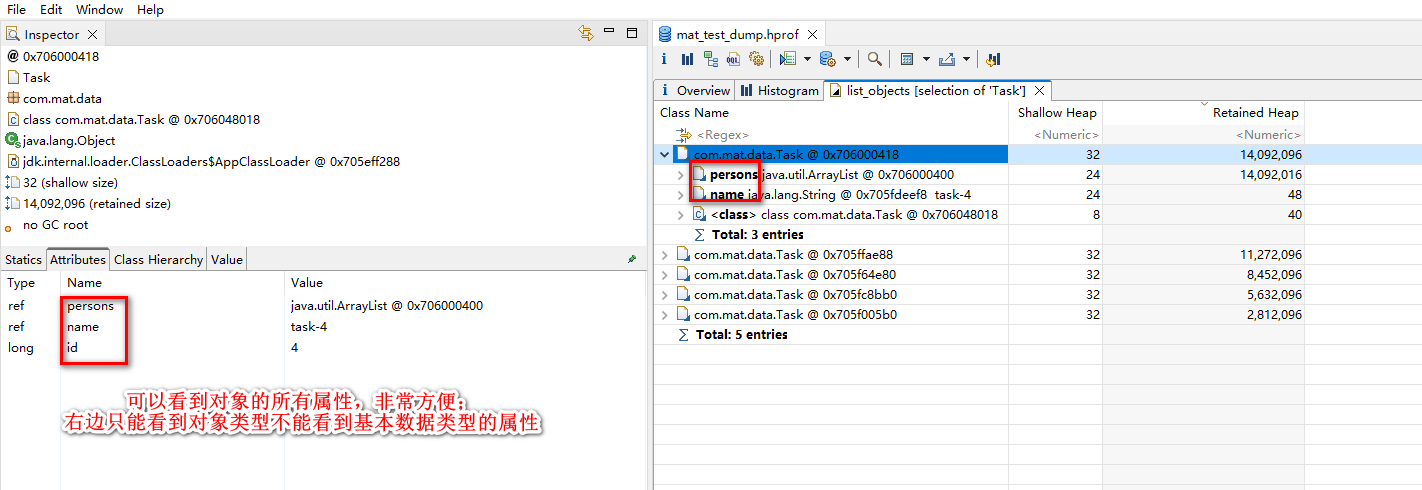 File Edit Window Help
Inspector
@ 0x706000418
Task
com.mat.data
class com.mat.data.Task @ 0x706048018
java.lang.Object
jdk.internal.loader.ClassLoaders$AppClassLoader @ 0x705eff288
32 (shallow size)
14,092,096 (retained size)
no GC root
Statics Attributes Class Hierarchy Value
Type Name Value
ref persons java.util.ArrayList @ 0x706000400
ref name task-4
long id 4
可以看到对象的所有属性，非常方便；
右边只能看到对象类型不能看到基本数据类型的属性
mat_test_dump.hprof
i OQL
i Overview Histogram list_objects [selection of 'Task']
Class Name Shallow Heap Retained Heap
<Regex> <Numeric> <Numeric>
com.mat.data.Task @ 0x706000418 32 14,092,096
persons java.util.ArrayList @ 0x706000400 24 14,092,016
name java.lang.String @ 0x705fdeef8 task-4 24 48
<class> class com.mat.data.Task @ 0x706048018 8 40
Σ Total: 3 entries
com.mat.data.Task @ 0x705ffae88 32 11,272,096
com.mat.data.Task @ 0x705f64e80 32 8,452,096
com.mat.data.Task @ 0x705fc8bb0 32 5,632,096
com.mat.data.Task @ 0x705f005b0 32 2,812,096
Σ Total: 5 entries